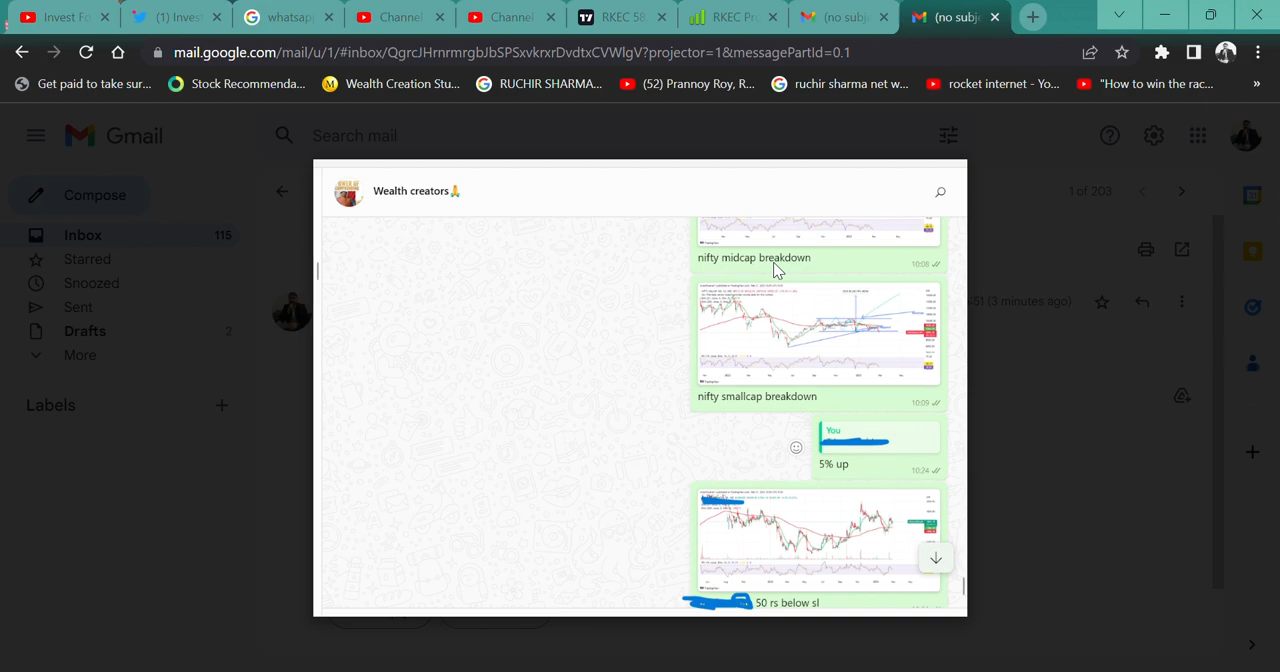 Invest Fo
(1) Invest
whatsap
Channel
Channel
RKEC 58
RKEC Pr
(no subj
(no subj
mail.google.com/mail/u/1/#inbox/QgrcJHrnrmrgbJbSPSxvkrxrDvdtxCVWlgV?projector=1&messagePartId=0.1
Get paid to take sur...
Stock Recommenda...
Wealth Creation Stu...
RUCHIR SHARMA...
(52) Prannoy Roy, R...
ruchir sharma net w...
rocket internet - Yo...
"How to win the rac...
»
Gmail
Search mail
Compose
1 of 203
Inbox 115
Starred
Snoozed
Sent
Drafts 2
More
Labels
:51 (3 minutes ago)
Wealth creators🙏
nifty midcap breakdown
10:08
nifty smallcap breakdown
10:09
You
5% up
10:24
50 rs below sl